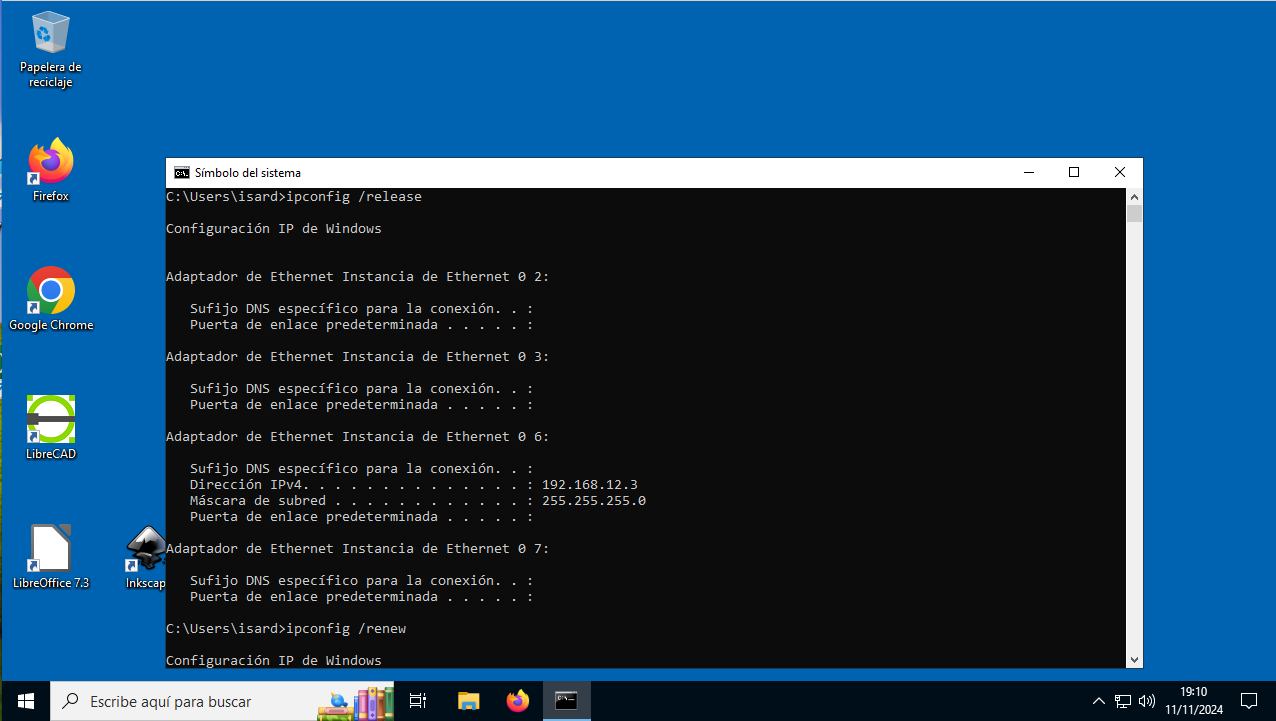 Papelera de
reciclaje
Firefox
Google Chrome
LibreCAD
LibreOffice 7.3
Inkscap
Símbolo del sistema
C:\Users\isard>ipconfig /release
Configuración IP de Windows
Adaptador de Ethernet Instancia de Ethernet 0 2:
Sufijo DNS específico para la conexión. . :
Puerta de enlace predeterminada . . . . . :
Adaptador de Ethernet Instancia de Ethernet 0 3:
Sufijo DNS específico para la conexión. . :
Puerta de enlace predeterminada . . . . . :
Adaptador de Ethernet Instancia de Ethernet 0 6:
Sufijo DNS específico para la conexión. . :
Dirección IPv4. . . . . . . . . . . . . . : 192.168.12.3
Máscara de subred . . . . . . . . . . . . : 255.255.255.0
Puerta de enlace predeterminada . . . . . :
Adaptador de Ethernet Instancia de Ethernet 0 7:
Sufijo DNS específico para la conexión. . :
Puerta de enlace predeterminada . . . . . :
C:\Users\isard>ipconfig /renew
Configuración IP de Windows
Escribe aquí para buscar
19:10
11/11/2024